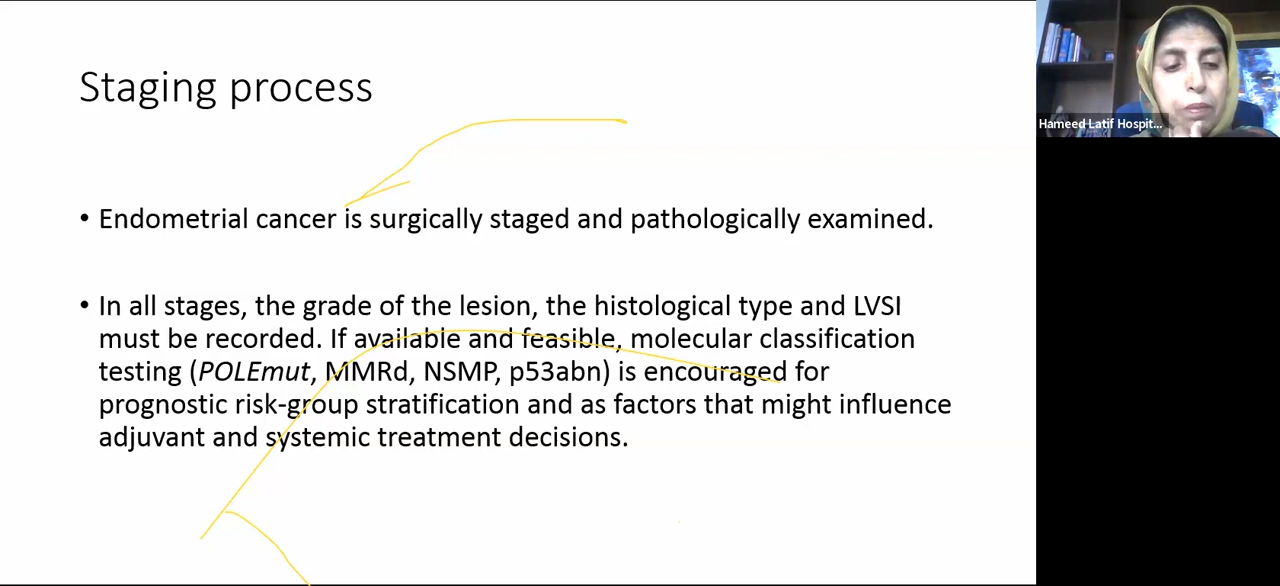 Staging process
• Endometrial cancer is surgically staged and pathologically examined.
• In all stages, the grade of the lesion, the histological type and LVSI
must be recorded. If available and feasible, molecular classification
testing (POLEmut, MMRd, NSMP, p53abn) is encouraged for
prognostic risk-group stratification and as factors that might influence
adjuvant and systemic treatment decisions.
Hameed Latif Hospit...